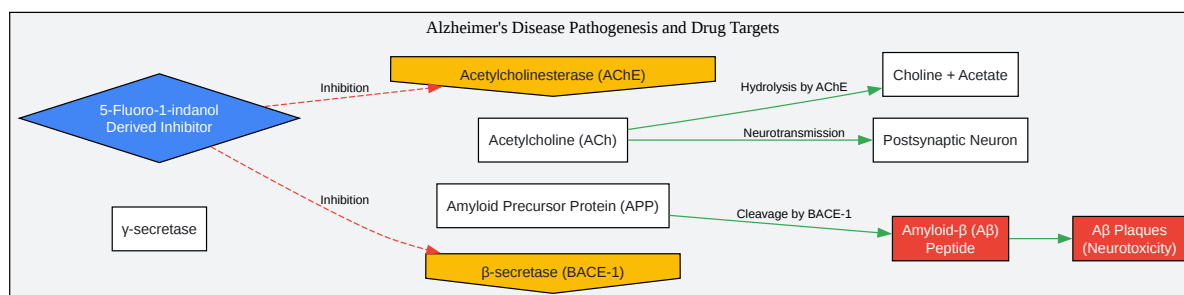 Alzheimer's Disease Pathogenesis and Drug Targets
5-Fluoro-1-indanol
Derived Inhibitor
Inhibition
Acetylcholinesterase (AChE)
Hydrolysis by AChE
Choline + Acetate
Acetylcholine (ACh)
Neurotransmission
Postsynaptic Neuron
Inhibition
Amyloid Precursor Protein (APP)
Cleavage by BACE-1
Amyloid-β (Aβ)
Peptide
Aβ Plaques
(Neurotoxicity)
γ-secretase
β-secretase (BACE-1)